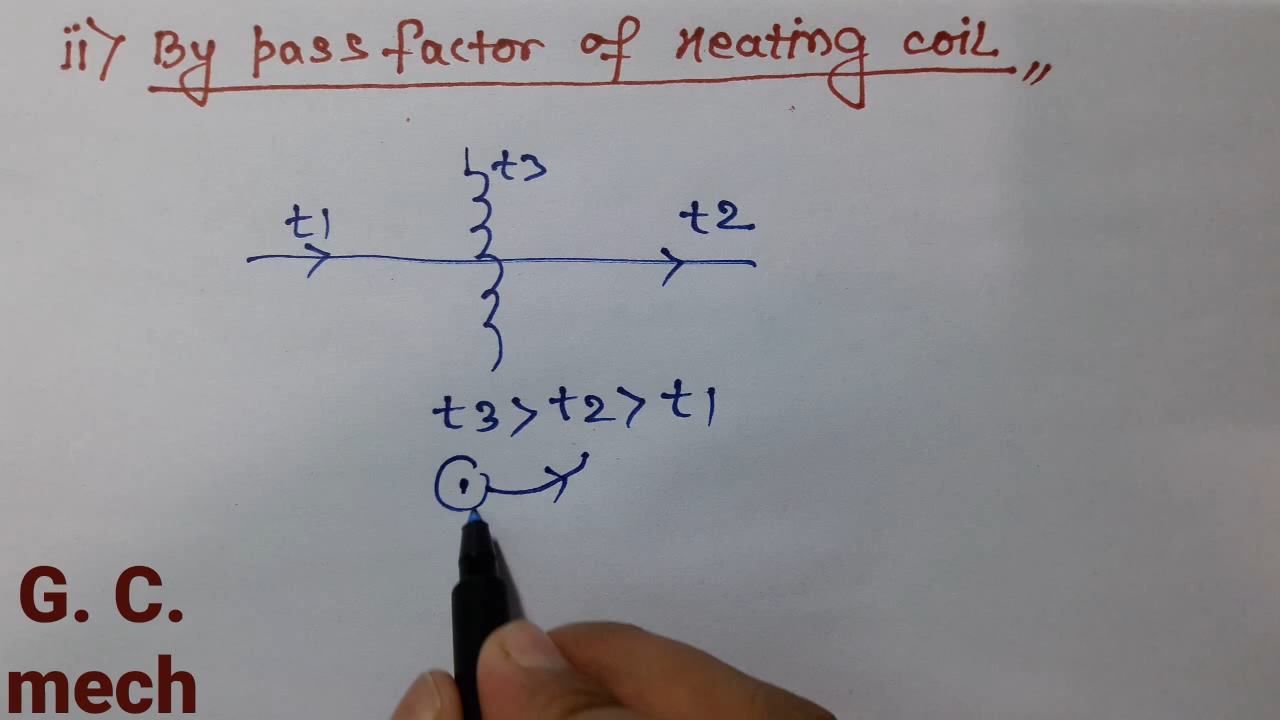 ii> By pass factor of heating coil,,
t3
t1
t2
t3 > t2 > t1
G. C.
mech